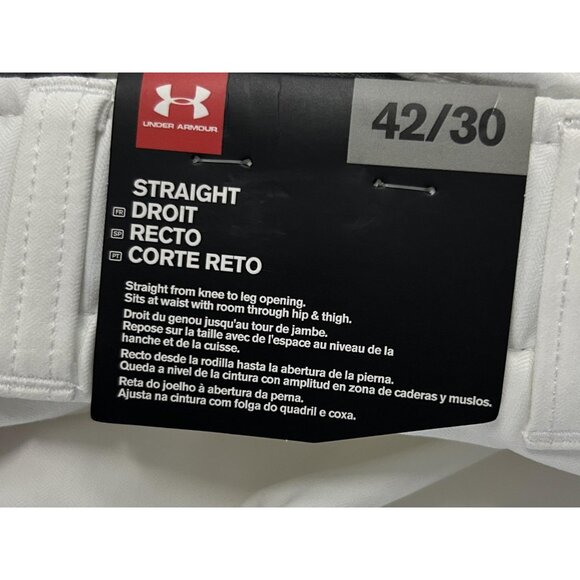 UNDER ARMOUR
42/30
STRAIGHT
FR DROIT
SP RECTO
PT CORTE RETO
Straight from knee to leg opening.
Sits at waist with room through hip & thigh.
Droit du genou jusqu'au tour de jambe.
Repose sur la taille avec de l'espace au niveau de la
hanche et de la cuisse.
Recto desde la rodilla hasta la abertura de la pierna.
Queda a nivel de la cintura con amplitud en zona de caderas y muslos.
Reta do joelho à abertura da perna.
Ajusta na cintura com folga do quadril e coxa.